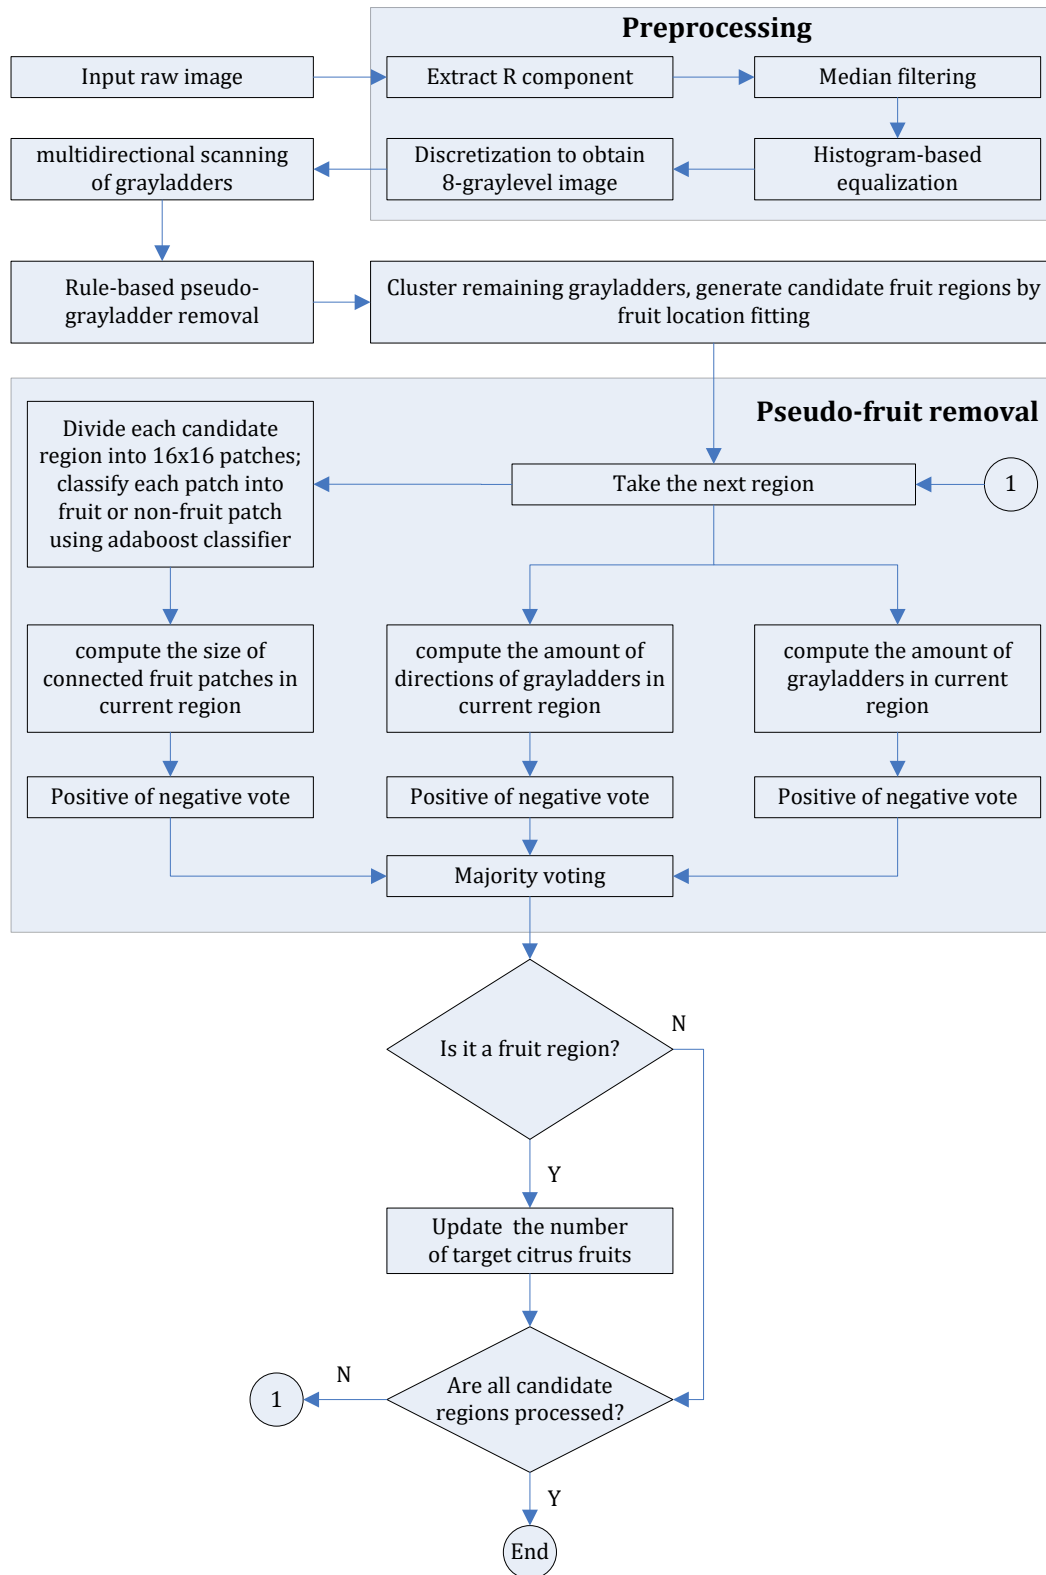 Preprocessing
Input raw image
Extract R component
Median filtering
multidirectional scanning
of grayladders
Discretization to obtain
8-graylevel image
Histogram-based
equalization
Rule-based pseudo-
grayladder removal
Cluster remaining grayladders, generate candidate fruit regions by
fruit location fitting
Pseudo-fruit removal
Divide each candidate
region into 16x16 patches;
classify each patch into
fruit or non-fruit patch
using adaboost classifier
Take the next region
1
compute the size of
connected fruit patches in
current region
compute the amount of
directions of grayladders in
current region
compute the amount of
grayladders in current
region
Positive of negative vote
Positive of negative vote
Positive of negative vote
Majority voting
Is it a fruit region?
N
Y
Update  the number
of target citrus fruits
Are all candidate
regions processed?
N
1
Y
End